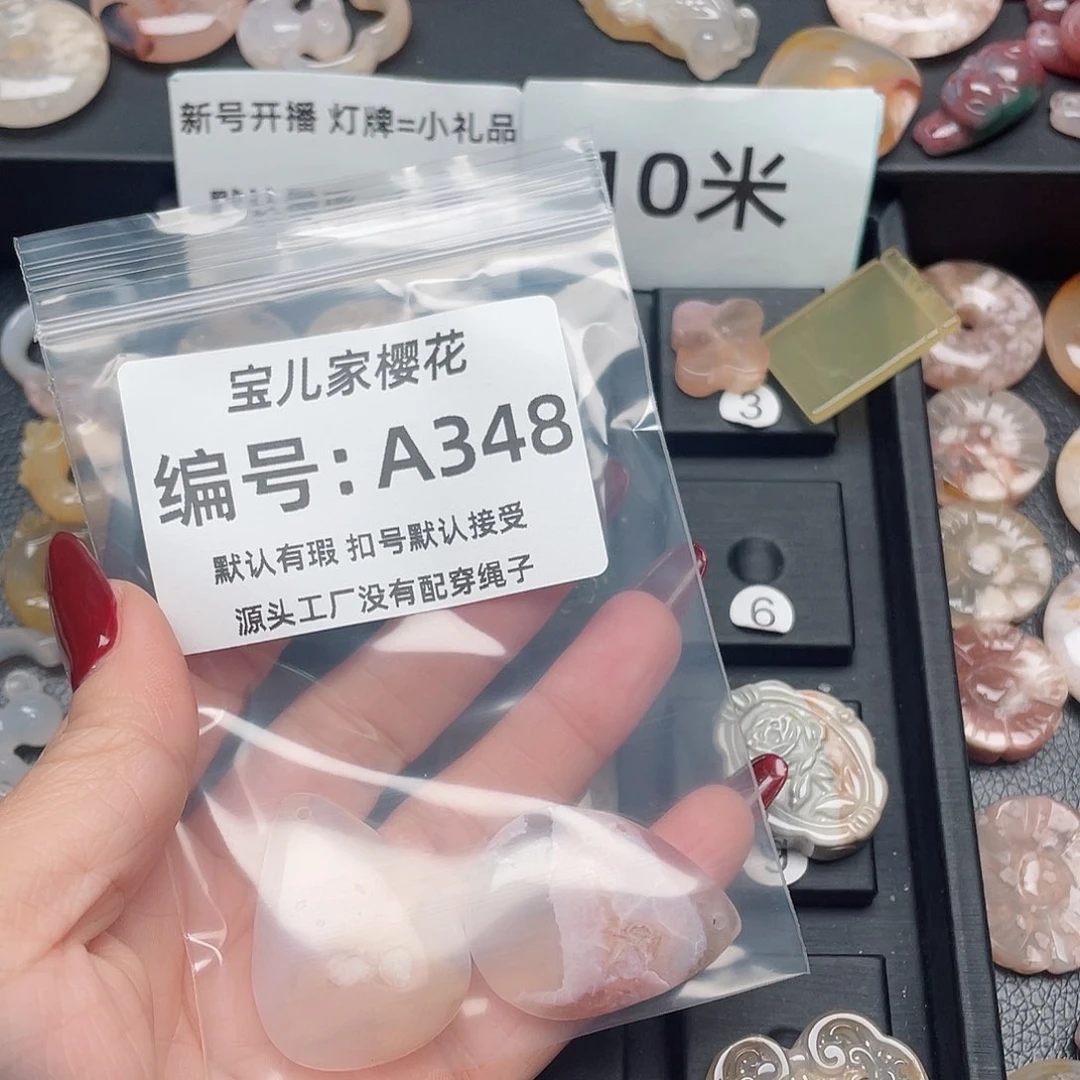 新号开播 灯牌=小礼品
10米
宝儿家樱花
编号:A348
默认有瑕 扣号默认接受
源头工厂没有配穿绳子
3
6
9